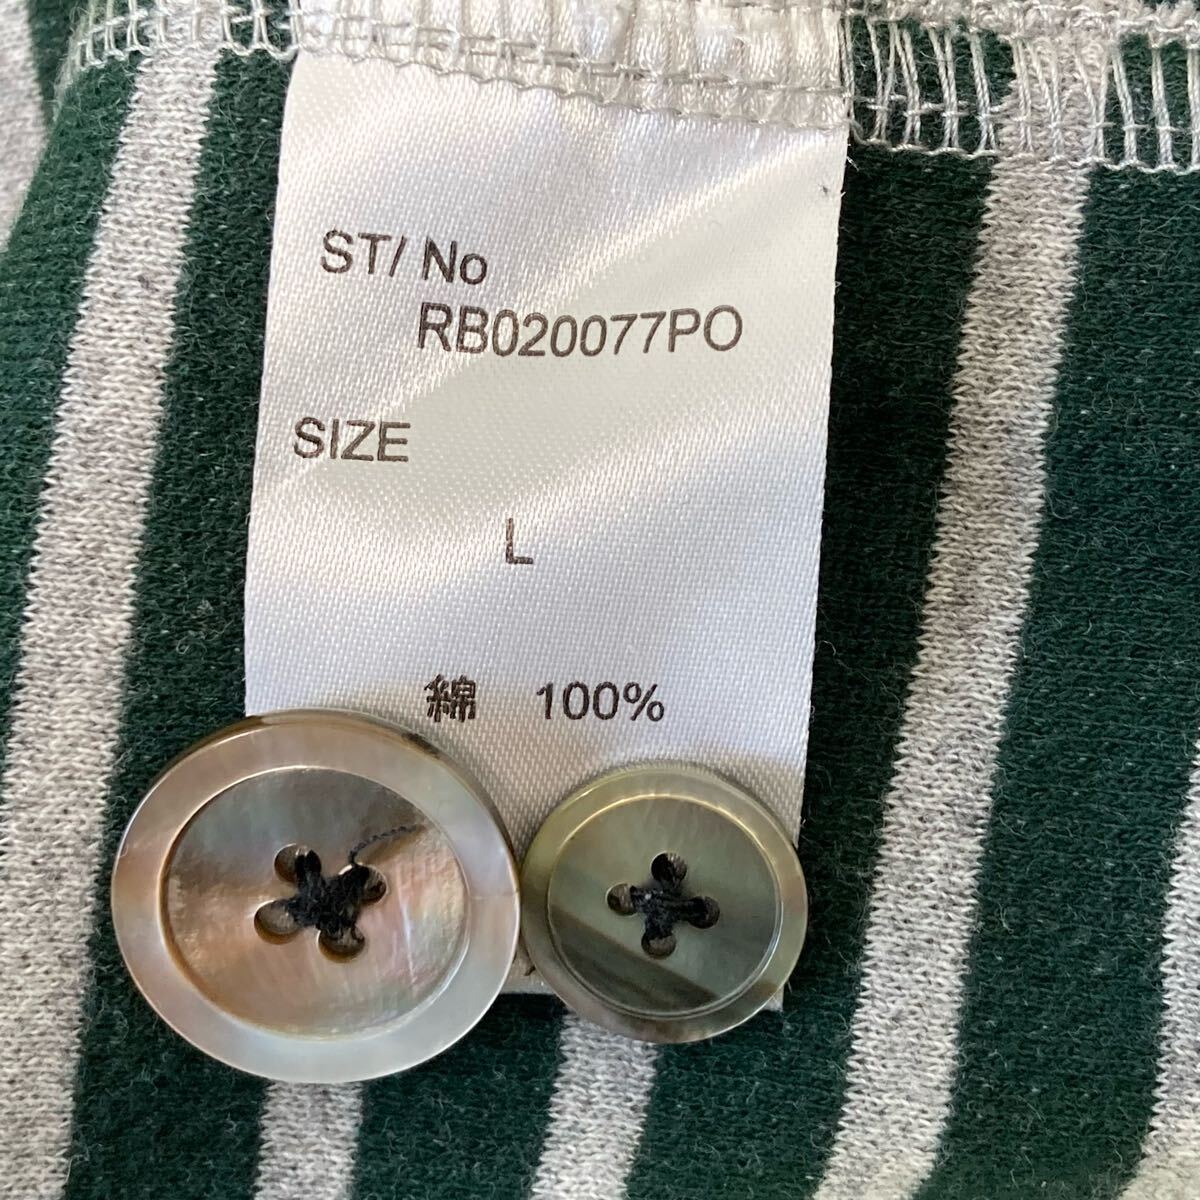 ST/ No
RB020077PO
SIZE
L
綿 100%